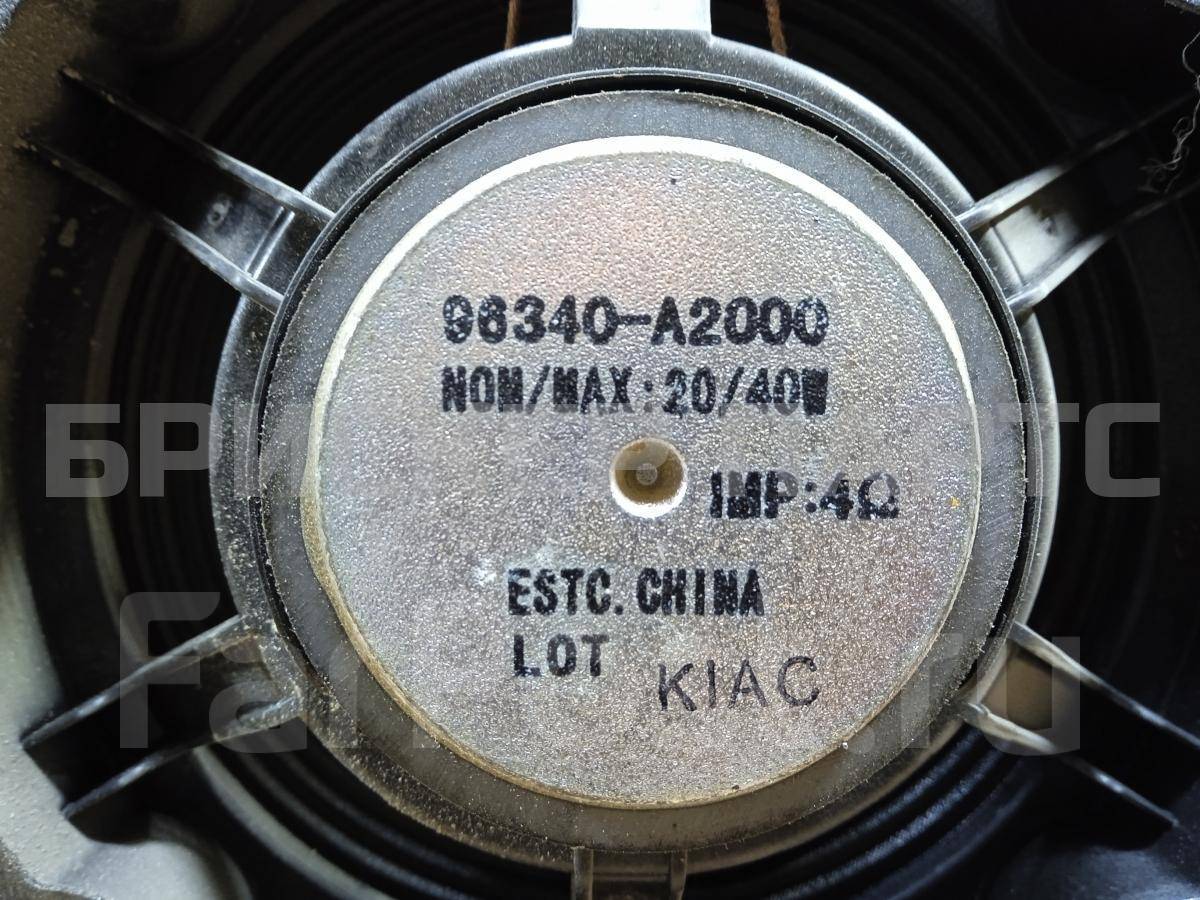 96340-A2000
NOM/MAX:20/40W
IMP:4Ω
ESTC.CHINA
LOT
KIAC